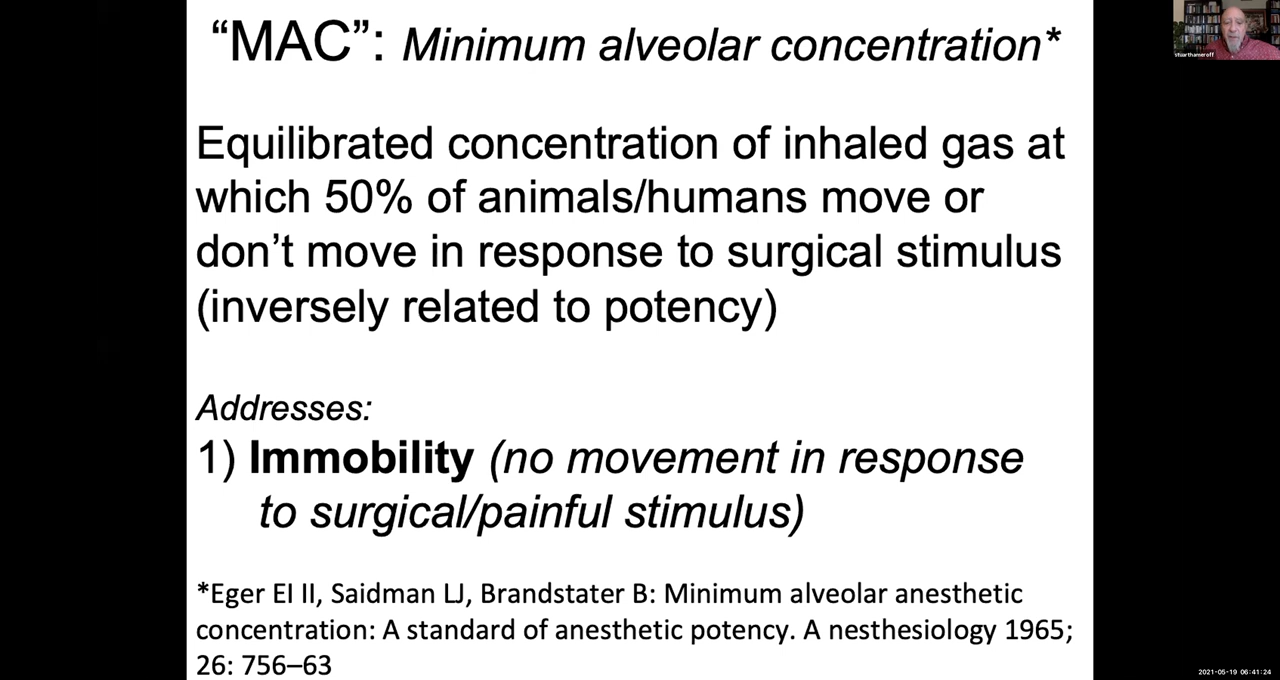 “MAC”: Minimum alveolar concentration*
Equilibrated concentration of inhaled gas at
which 50% of animals/humans move or
don’t move in response to surgical stimulus
(inversely related to potency)
Addresses:
1) Immobility (no movement in response
to surgical/painful stimulus)
*Eger EI II, Saidman LJ, Brandstater B: Minimum alveolar anesthetic
concentration: A standard of anesthetic potency. A nesthesiology 1965;
26: 756–63
stuarthameroff
2021-05-19 06:41:24